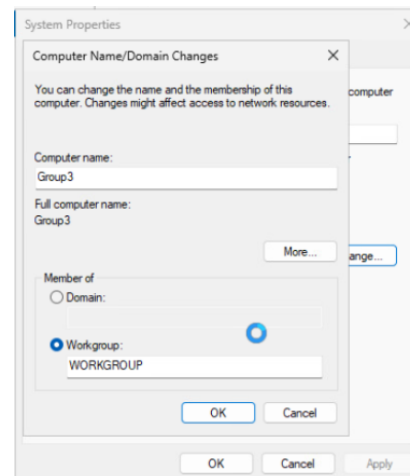 System Properties
Computer Name/Domain Changes
You can change the name and the membership of this
computer. Changes might affect access to network resources.
computer
Computer name:
Group3
Full computer name:
Group3
More...
ange...
Member of
Domain:
Workgroup:
WORKGROUP
OK Cancel
OK Cancel Apply